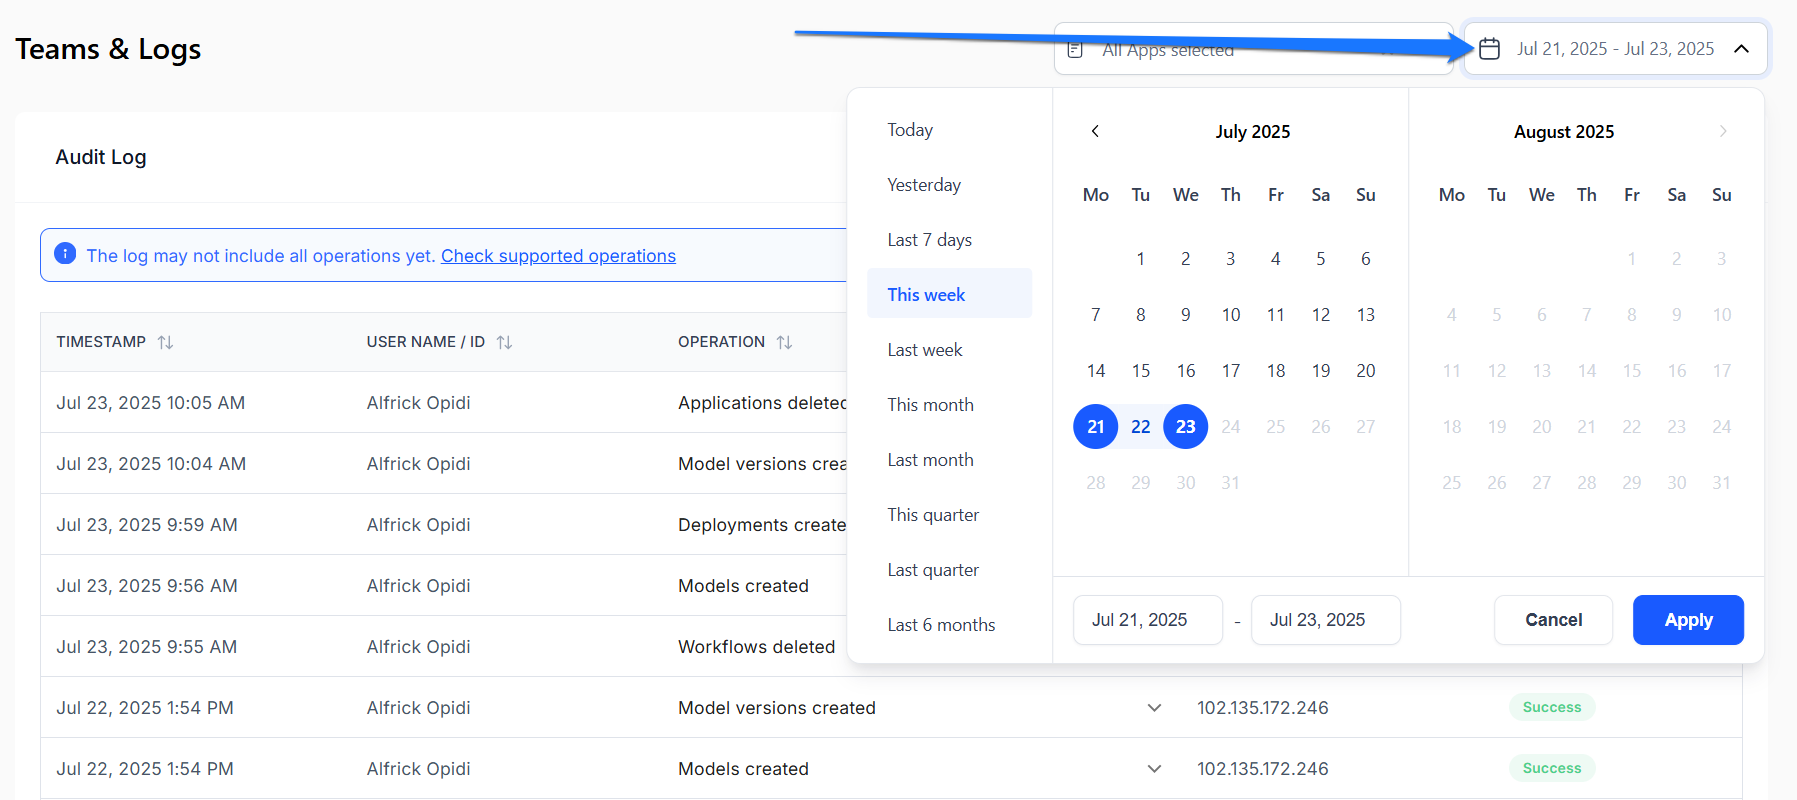 Teams & Logs
All Apps selected
Jul 21, 2025 - Jul 23, 2025
Audit Log
The log may not include all operations yet. Check supported operations
TIMESTAMP USER NAME / ID OPERATION
Jul 23, 2025 10:05 AM Alfrick Opidi Applications deleted
Jul 23, 2025 10:04 AM Alfrick Opidi Model versions crea
Jul 23, 2025 9:59 AM Alfrick Opidi Deployments create
Jul 23, 2025 9:56 AM Alfrick Opidi Models created
Jul 23, 2025 9:55 AM Alfrick Opidi Workflows deleted
Jul 22, 2025 1:54 PM Alfrick Opidi Model versions created 102.135.172.246 Success
Jul 22, 2025 1:54 PM Alfrick Opidi Models created 102.135.172.246 Success
Today
Yesterday
Last 7 days
This week
Last week
This month
Last month
This quarter
Last quarter
Last 6 months
July 2025
Mo Tu We Th Fr Sa Su
1 2 3 4 5 6
7 8 9 10 11 12 13
14 15 16 17 18 19 20
21 22 23 24 25 26 27
28 29 30 31
August 2025
Mo Tu We Th Fr Sa Su
1 2 3
4 5 6 7 8 9 10
11 12 13 14 15 16 17
18 19 20 21 22 23 24
25 26 27 28 29 30 31
Jul 21, 2025 - Jul 23, 2025
Cancel Apply